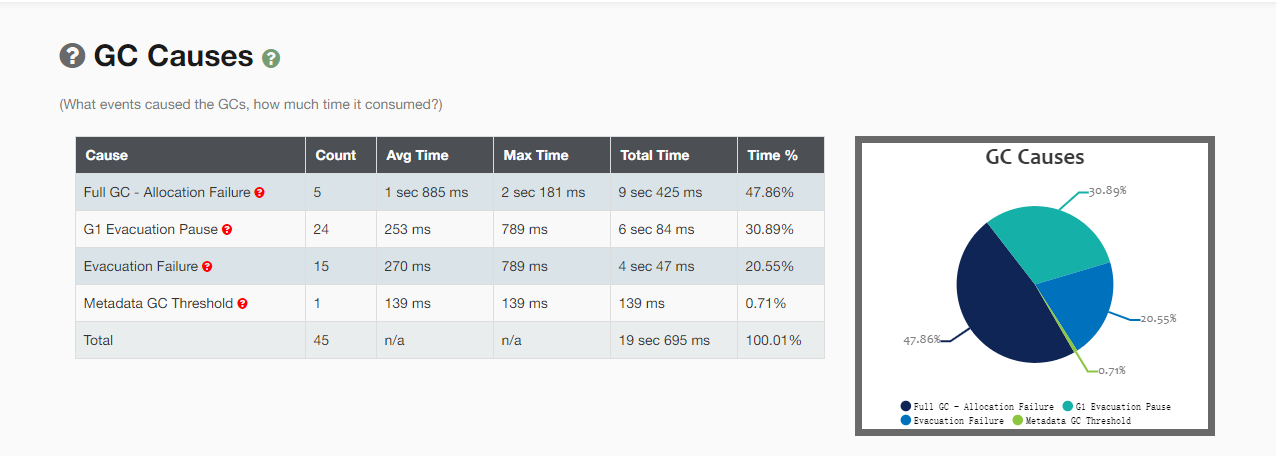 GC Causes
(What events caused the GCs, how much time it consumed?)
Cause Count Avg Time Max Time Total Time Time %
Full GC - Allocation Failure 5 1 sec 885 ms 2 sec 181 ms 9 sec 425 ms 47.86%
G1 Evacuation Pause 24 253 ms 789 ms 6 sec 84 ms 30.89%
Evacuation Failure 15 270 ms 789 ms 4 sec 47 ms 20.55%
Metadata GC Threshold 1 139 ms 139 ms 139 ms 0.71%
Total 45 n/a n/a 19 sec 695 ms 100.01%
GC Causes
30.89%
20.55%
47.86%
0.71%
Full GC - Allocation Failure G1 Evacuation Pause
Evacuation Failure Metadata GC Threshold